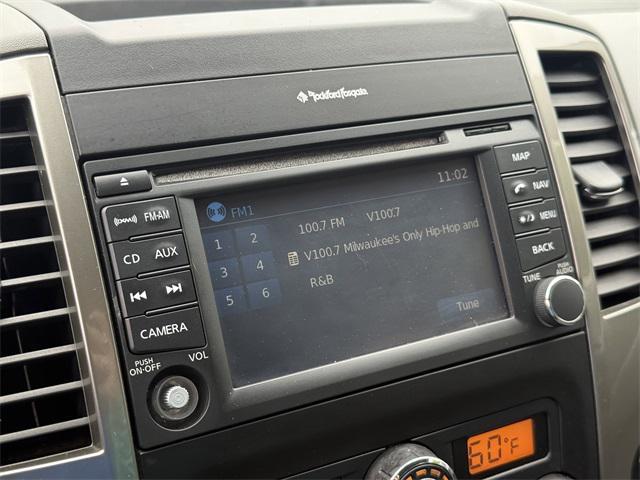 Rockford Fosgate
11:02
FM1
100.7 FM V100.7
V100.7 Milwaukee's Only Hip-Hop and
R&B
1 2
3 4
5 6
Tune
((XM)) FM·AM
CD AUX
CAMERA
PUSH
ON·OFF
VOL
MAP
NAV
MENU
BACK
TUNE
PUSH
AUDIO
60°F